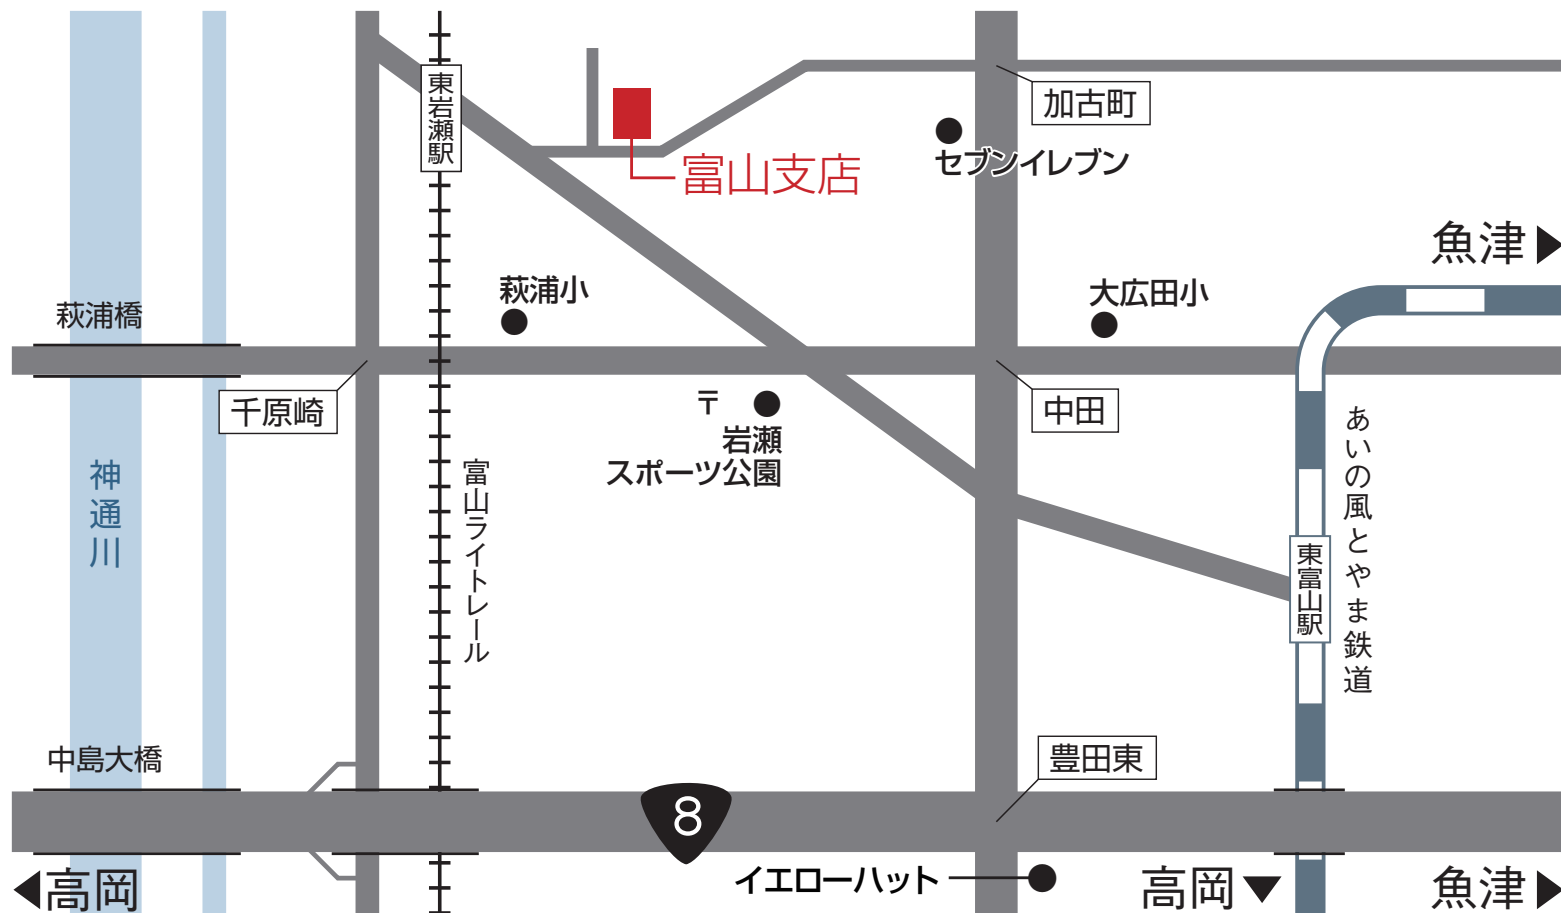 東岩瀬駅
加古町
セブンイレブン
富山支店
魚津
萩浦小
大広田小
萩浦橋
千原崎
〒
岩瀬
スポーツ公園
中田
あいの風とやま鉄道
神通川
富山ライトレール
東富山駅
中島大橋
豊田東
8
イエローハット
高岡
高岡
魚津